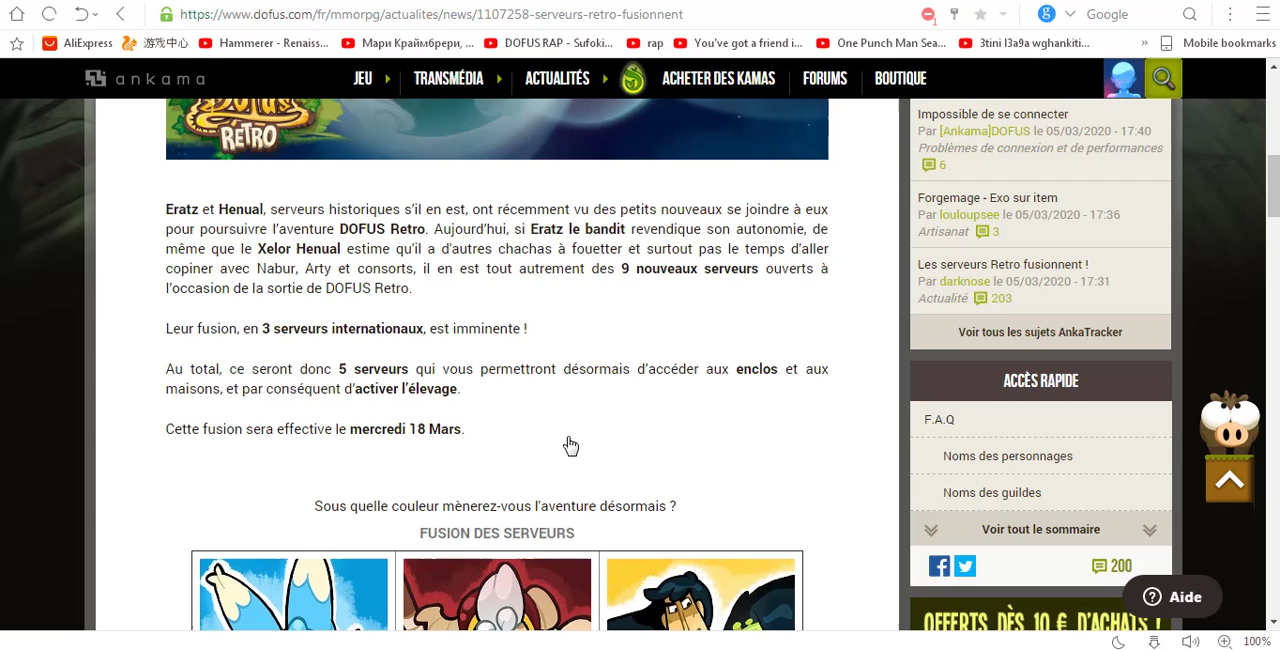 https://www.dofus.com/fr/mmorpg/actualites/news/1107258-serveurs-retro-fusionnent
1
Google
AliExpress
游戏中心
Hammerer - Renaiss...
Мари Краймбрери, ...
DOFUS RAP - Sufoki...
rap
You've got a friend i...
One Punch Man Sea...
3tini l3a9a wghankiti...
Mobile bookmarks
ankama
JEU
TRANSMÉDIA
ACTUALITÉS
ACHETER DES KAMAS
FORUMS
BOUTIQUE
DOFUS
RETRO
Eratz et Henual, serveurs historiques s'il en est, ont récemment vu des petits nouveaux se joindre à eux
pour poursuivre l'aventure DOFUS Retro. Aujourd'hui, si Eratz le bandit revendique son autonomie, de
même que le Xelor Henual estime qu'il a d'autres chachas à fouetter et surtout pas le temps d'aller
copiner avec Nabur, Arty et consorts, il en est tout autrement des 9 nouveaux serveurs ouverts à
l'occasion de la sortie de DOFUS Retro.
Leur fusion, en 3 serveurs internationaux, est imminente !
Au total, ce seront donc 5 serveurs qui vous permettront désormais d'accéder aux enclos et aux
maisons, et par conséquent d'activer l'élevage.
Cette fusion sera effective le mercredi 18 Mars.
Sous quelle couleur mènerez-vous l'aventure désormais ?
FUSION DES SERVEURS
Impossible de se connecter
Par [Ankama]DOFUS le 05/03/2020 - 17:40
Problèmes de connexion et de performances
6
Forgemage - Exo sur item
Par louloupsee le 05/03/2020 - 17:36
Artisanat 3
Les serveurs Retro fusionnent !
Par darknose le 05/03/2020 - 17:31
Actualité 203
Voir tous les sujets AnkaTracker
ACCÈS RAPIDE
F.A.Q
Noms des personnages
Noms des guildes
Voir tout le sommaire
200
Aide
OFFERTS DÈS 10 € D'ACHATS !
100%